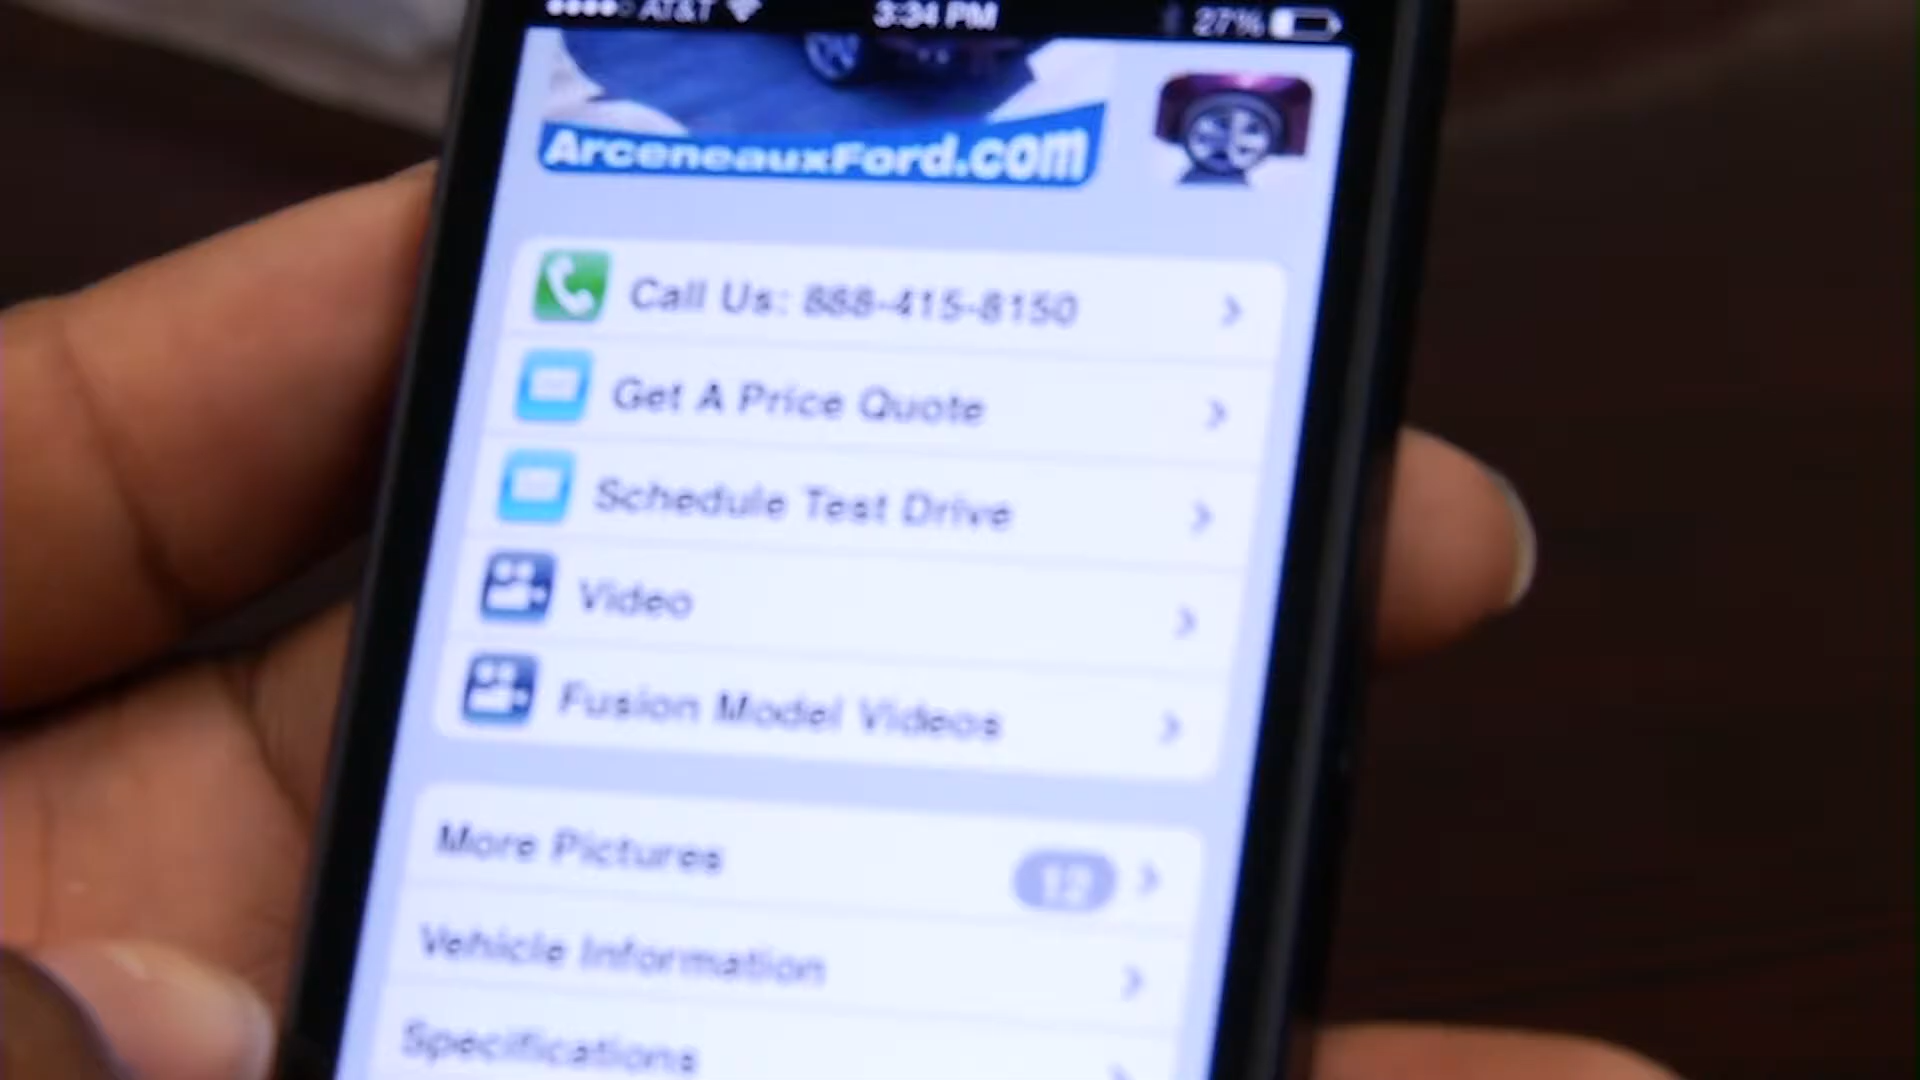 AT&T 3:34 PM 27%
ArceneauxFord.com
Call Us: 888-415-8150
Get A Price Quote
Schedule Test Drive
Video
Fusion Model Videos
More Pictures 12
Vehicle Information
Specifications